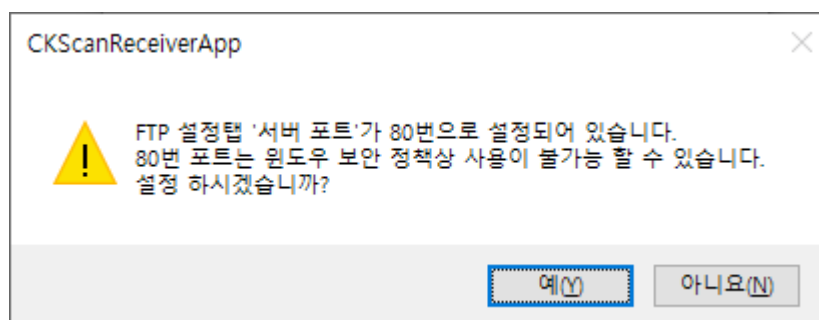 CKScanReceiverApp
FTP 설정탭 '서버 포트'가 80번으로 설정되어 있습니다.
80번 포트는 윈도우 보안 정책상 사용이 불가능 할 수 있습니다.
설정 하시겠습니까?
예(Y) 아니요(N)